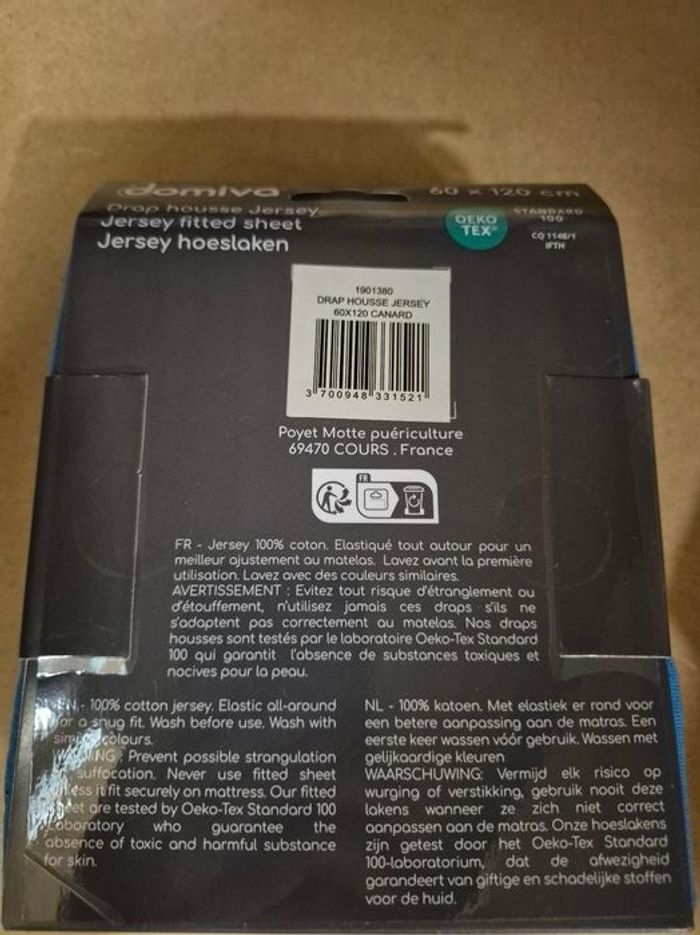 domiva
60 x 120 cm
Drap housse Jersey
Jersey fitted sheet
Jersey hoeslaken
OEKO
TEX®
STANDARD
100
CQ 1148/1
IFTH
1901380
DRAP HOUSSE JERSEY
60X120 CANARD
3 700948 331521
Poyet Motte puériculture
69470 COURS . France
FR
FR - Jersey 100% coton. Elastiqué tout autour pour un
meilleur ajustement au matelas. Lavez avant la première
utilisation. Lavez avec des couleurs similaires.
AVERTISSEMENT : Evitez tout risque d'étranglement ou
d'étouffement, n'utilisez jamais ces draps s'ils ne
s'adaptent pas correctement au matelas. Nos draps
housses sont testés par le laboratoire Oeko-Tex Standard
100 qui garantit l'absence de substances toxiques et
nocives pour la peau.
EN - 100% cotton jersey. Elastic all-around
for a snug fit. Wash before use. Wash with
colours.
Prevent possible strangulation
suffocation. Never use fitted sheet
it fit securely on mattress. Our fitted
sheet are tested by Oeko-Tex Standard 100
Laboratory who guarantee the
absence of toxic and harmful substance
for skin.
NL - 100% katoen. Met elastiek er rond voor
een betere aanpassing aan de matras. Een
eerste keer wassen vóór gebruik. Wassen met
gelijkaardige kleuren
WAARSCHUWING: Vermijd elk risico op
wurging of verstikking, gebruik nooit deze
lakens wanneer ze zich niet correct
aanpassen aan de matras. Onze hoeslakens
zijn getest door het Oeko-Tex Standard
100-laboratorium, dat de afwezigheid
garandeert van giftige en schadelijke stoffen
voor de huid.